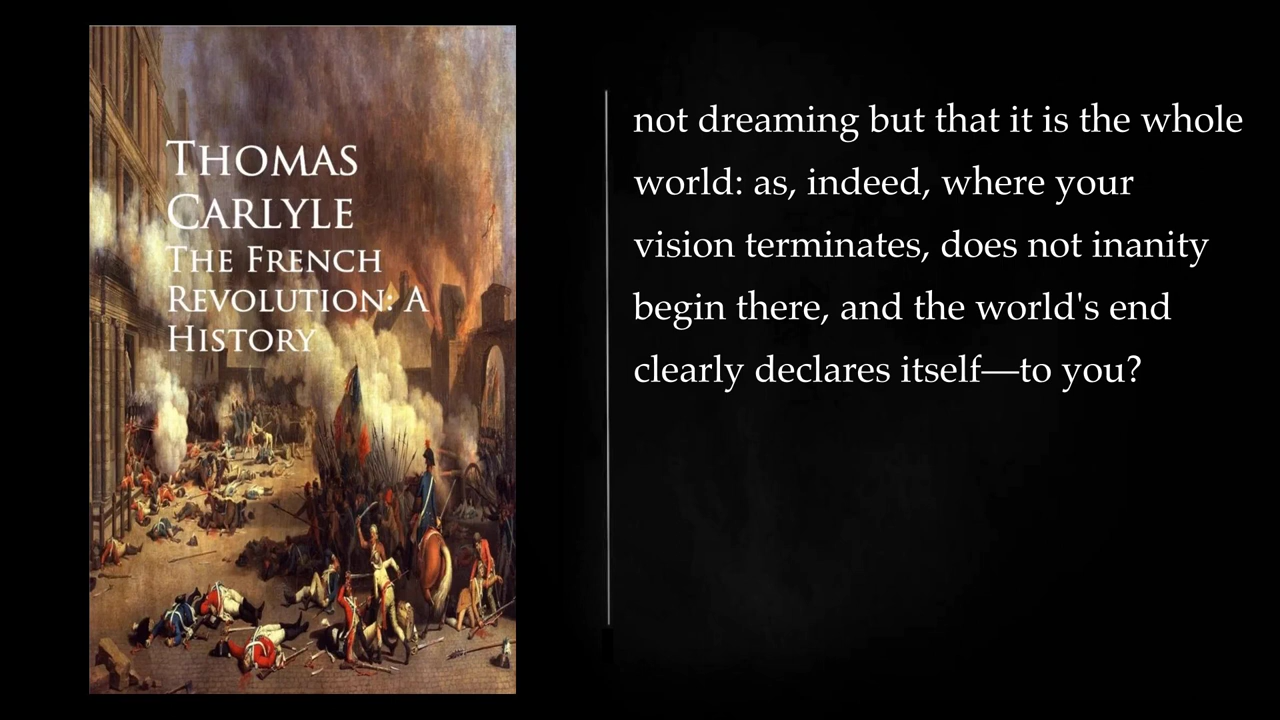 THOMAS
CARLYLE
THE FRENCH
REVOLUTION: A
HISTORY
not dreaming but that it is the whole
world: as, indeed, where your
vision terminates, does not inanity
begin there, and the world's end
clearly declares itself—to you?